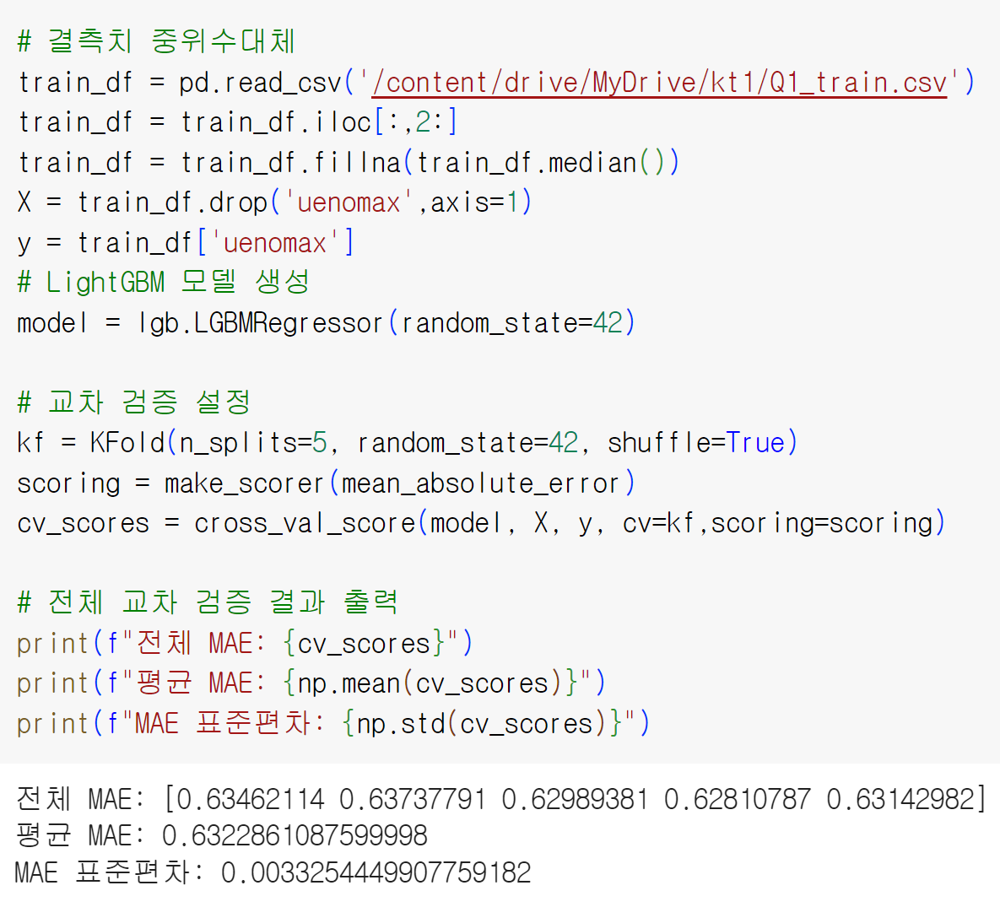 # 결측치 중위수대체
train_df = pd.read_csv('/content/drive/MyDrive/kt1/Q1_train.csv')
train_df = train_df.iloc[:,2:]
train_df = train_df.fillna(train_df.median())
X = train_df.drop('uenomax',axis=1)
y = train_df['uenomax']
# LightGBM 모델 생성
model = lgb.LGBMRegressor(random_state=42)
# 교차 검증 설정
kf = KFold(n_splits=5, random_state=42, shuffle=True)
scoring = make_scorer(mean_absolute_error)
cv_scores = cross_val_score(model, X, y, cv=kf,scoring=scoring)
# 전체 교차 검증 결과 출력
print(f"전체 MAE: {cv_scores}")
print(f"평균 MAE: {np.mean(cv_scores)}")
print(f"MAE 표준편차: {np.std(cv_scores)}")
전체 MAE: [0.63462114 0.63737791 0.62989381 0.62810787 0.63142982]
평균 MAE: 0.6322861087599998
MAE 표준편차: 0.0033254449907759182